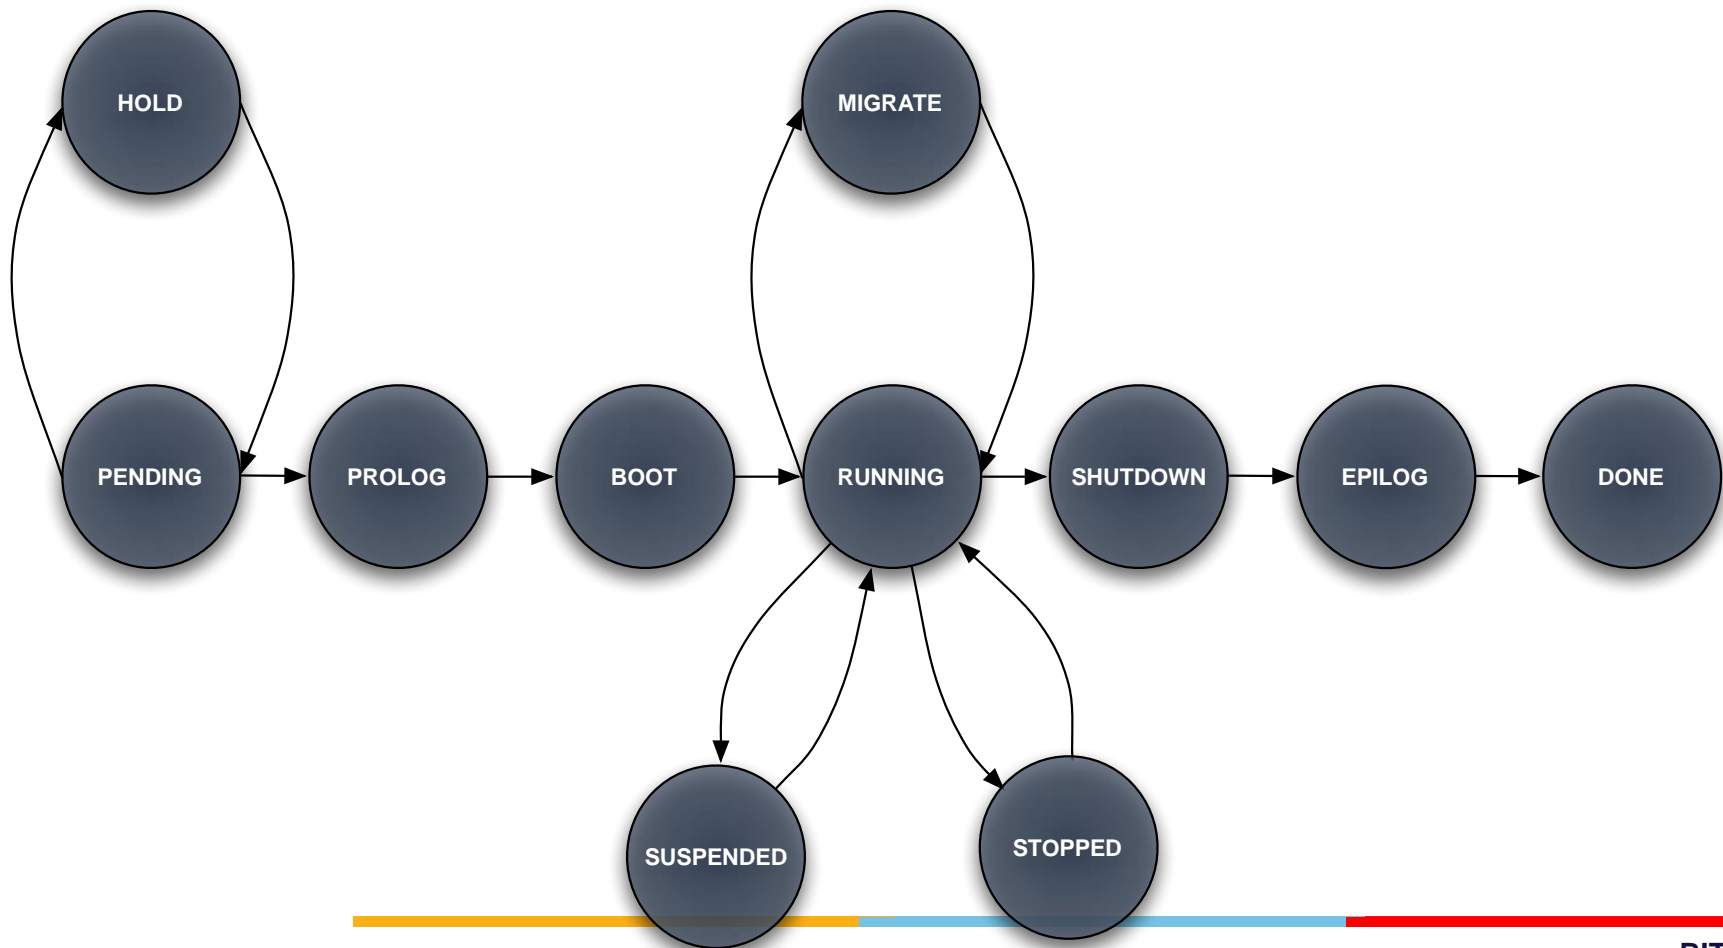 HOLD
MIGRATE
PENDING
PROLOG
BOOT
RUNNING
SHUTDOWN
EPILOG
DONE
SUSPENDED
STOPPED